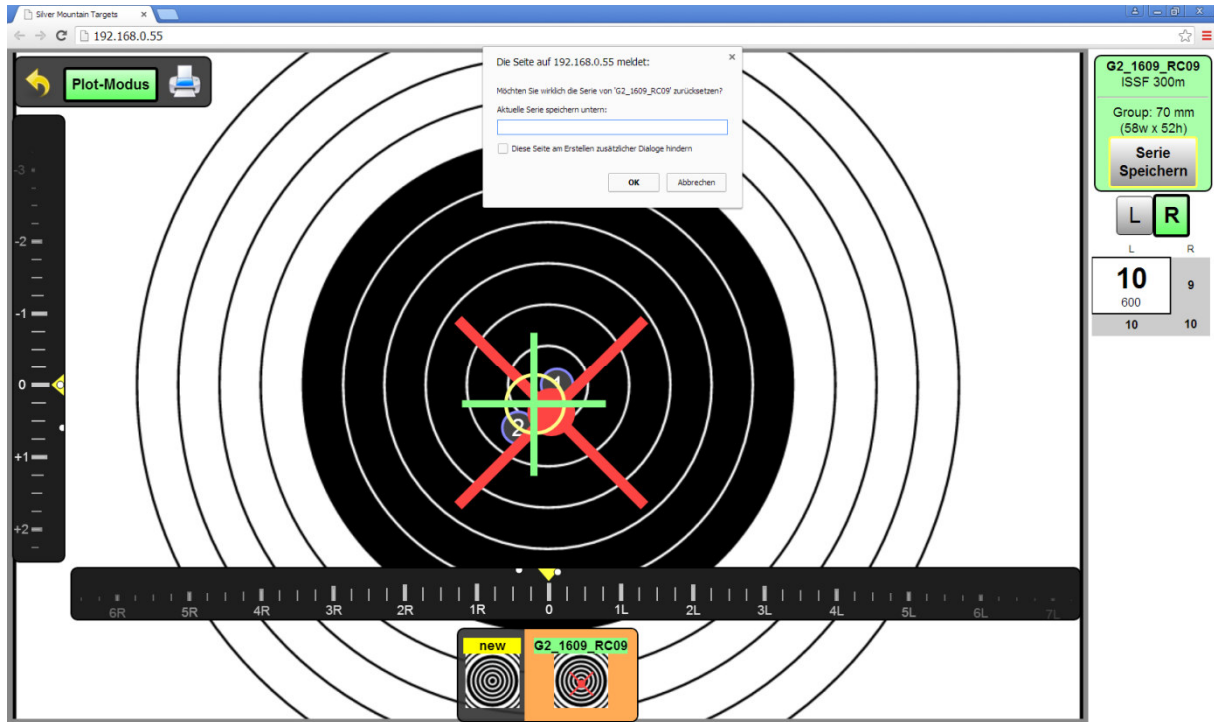 Silver Mountain Targets
192.168.0.55
Plot-Modus
Die Seite auf 192.168.0.55 meldet:
Möchten Sie wirklich die Serie von 'G2_1609_RC09' zurücksetzen?
Aktuelle Serie speichern untern:
Diese Seite am Erstellen zusätzlicher Dialoge hindern
OK Abbrechen
G2_1609_RC09
ISSF 300m
Group: 70 mm
(58w x 52h)
Serie
Speichern
L R
L R
10 9
600
10 10
-3
-2
-1
0
+1
+2
1
2
6R 5R 4R 3R 2R 1R 0 1L 2L 3L 4L 5L 6L 7L
new G2_1609_RC09